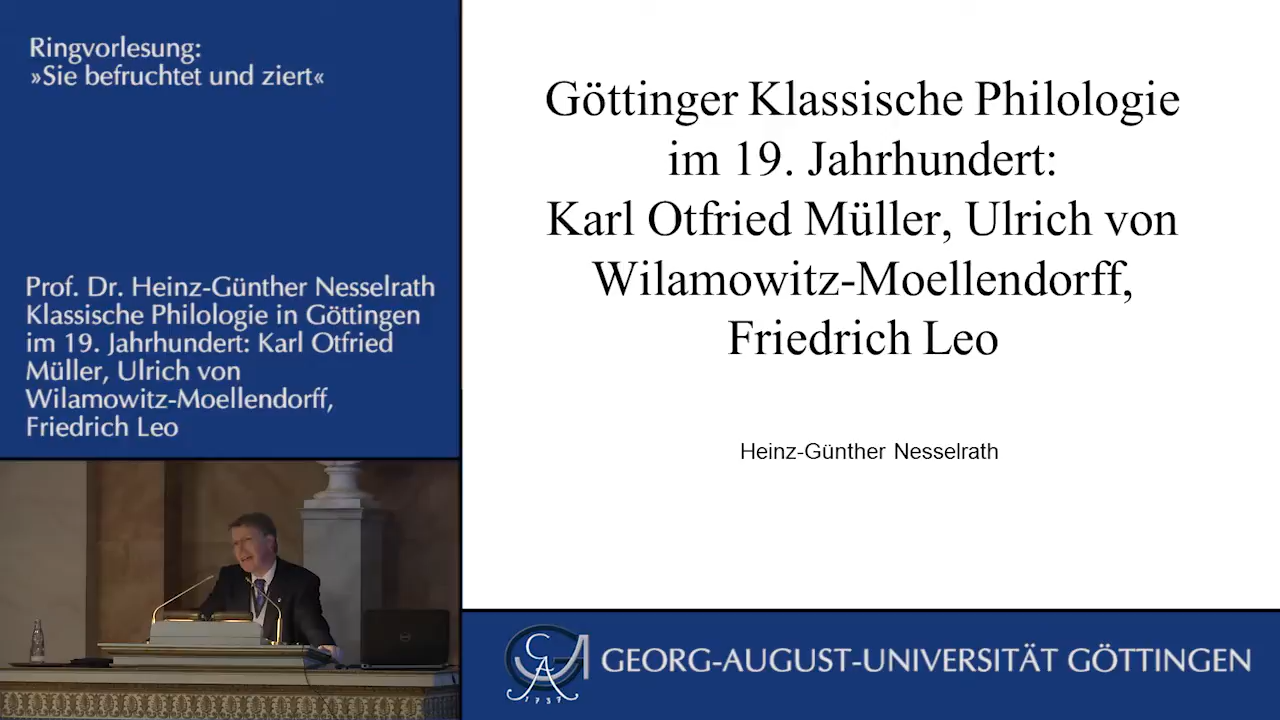 Ringvorlesung:
»Sie befruchtet und ziert«
Prof. Dr. Heinz-Günther Nesselrath
Klassische Philologie in Göttingen
im 19. Jahrhundert: Karl Otfried
Müller, Ulrich von
Wilamowitz-Moellendorff,
Friedrich Leo
Göttinger Klassische Philologie
im 19. Jahrhundert:
Karl Otfried Müller, Ulrich von
Wilamowitz-Moellendorff,
Friedrich Leo
Heinz-Günther Nesselrath
GEORG-AUGUST-UNIVERSITÄT GÖTTINGEN
GA
1737